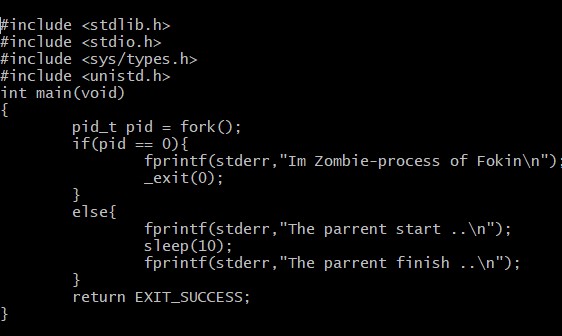 #include <stdlib.h>
#include <stdio.h>
#include <sys/types.h>
#include <unistd.h>
int main(void)
{
        pid_t pid = fork();
        if(pid == 0){
                fprintf(stderr,"Im Zombie-process of Fokin\n");
                _exit(0);
        }
        else{
                fprintf(stderr,"The parrent start ..\n");
                sleep(10);
                fprintf(stderr,"The parrent finish ..\n");
        }
        return EXIT_SUCCESS;
}